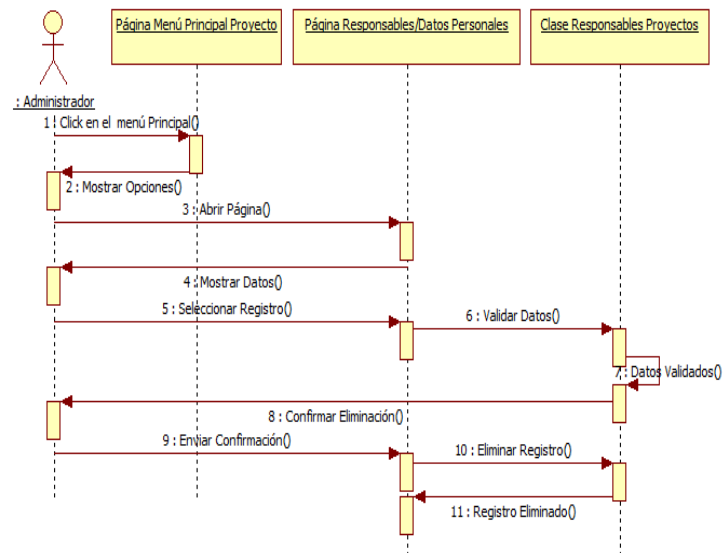 Página Menú Principal Proyecto
Página Responsables/Datos Personales
Clase Responsables Proyectos
: Administrador
1 : Click en el menú Principal()
2 : Mostrar Opciones()
3 : Abrir Página()
4 : Mostrar Datos()
5 : Seleccionar Registro()
6 : Validar Datos()
7 : Datos Validados()
8 : Confirmar Eliminación()
9 : Enviar Confirmación()
10 : Eliminar Registro()
11 : Registro Eliminado()